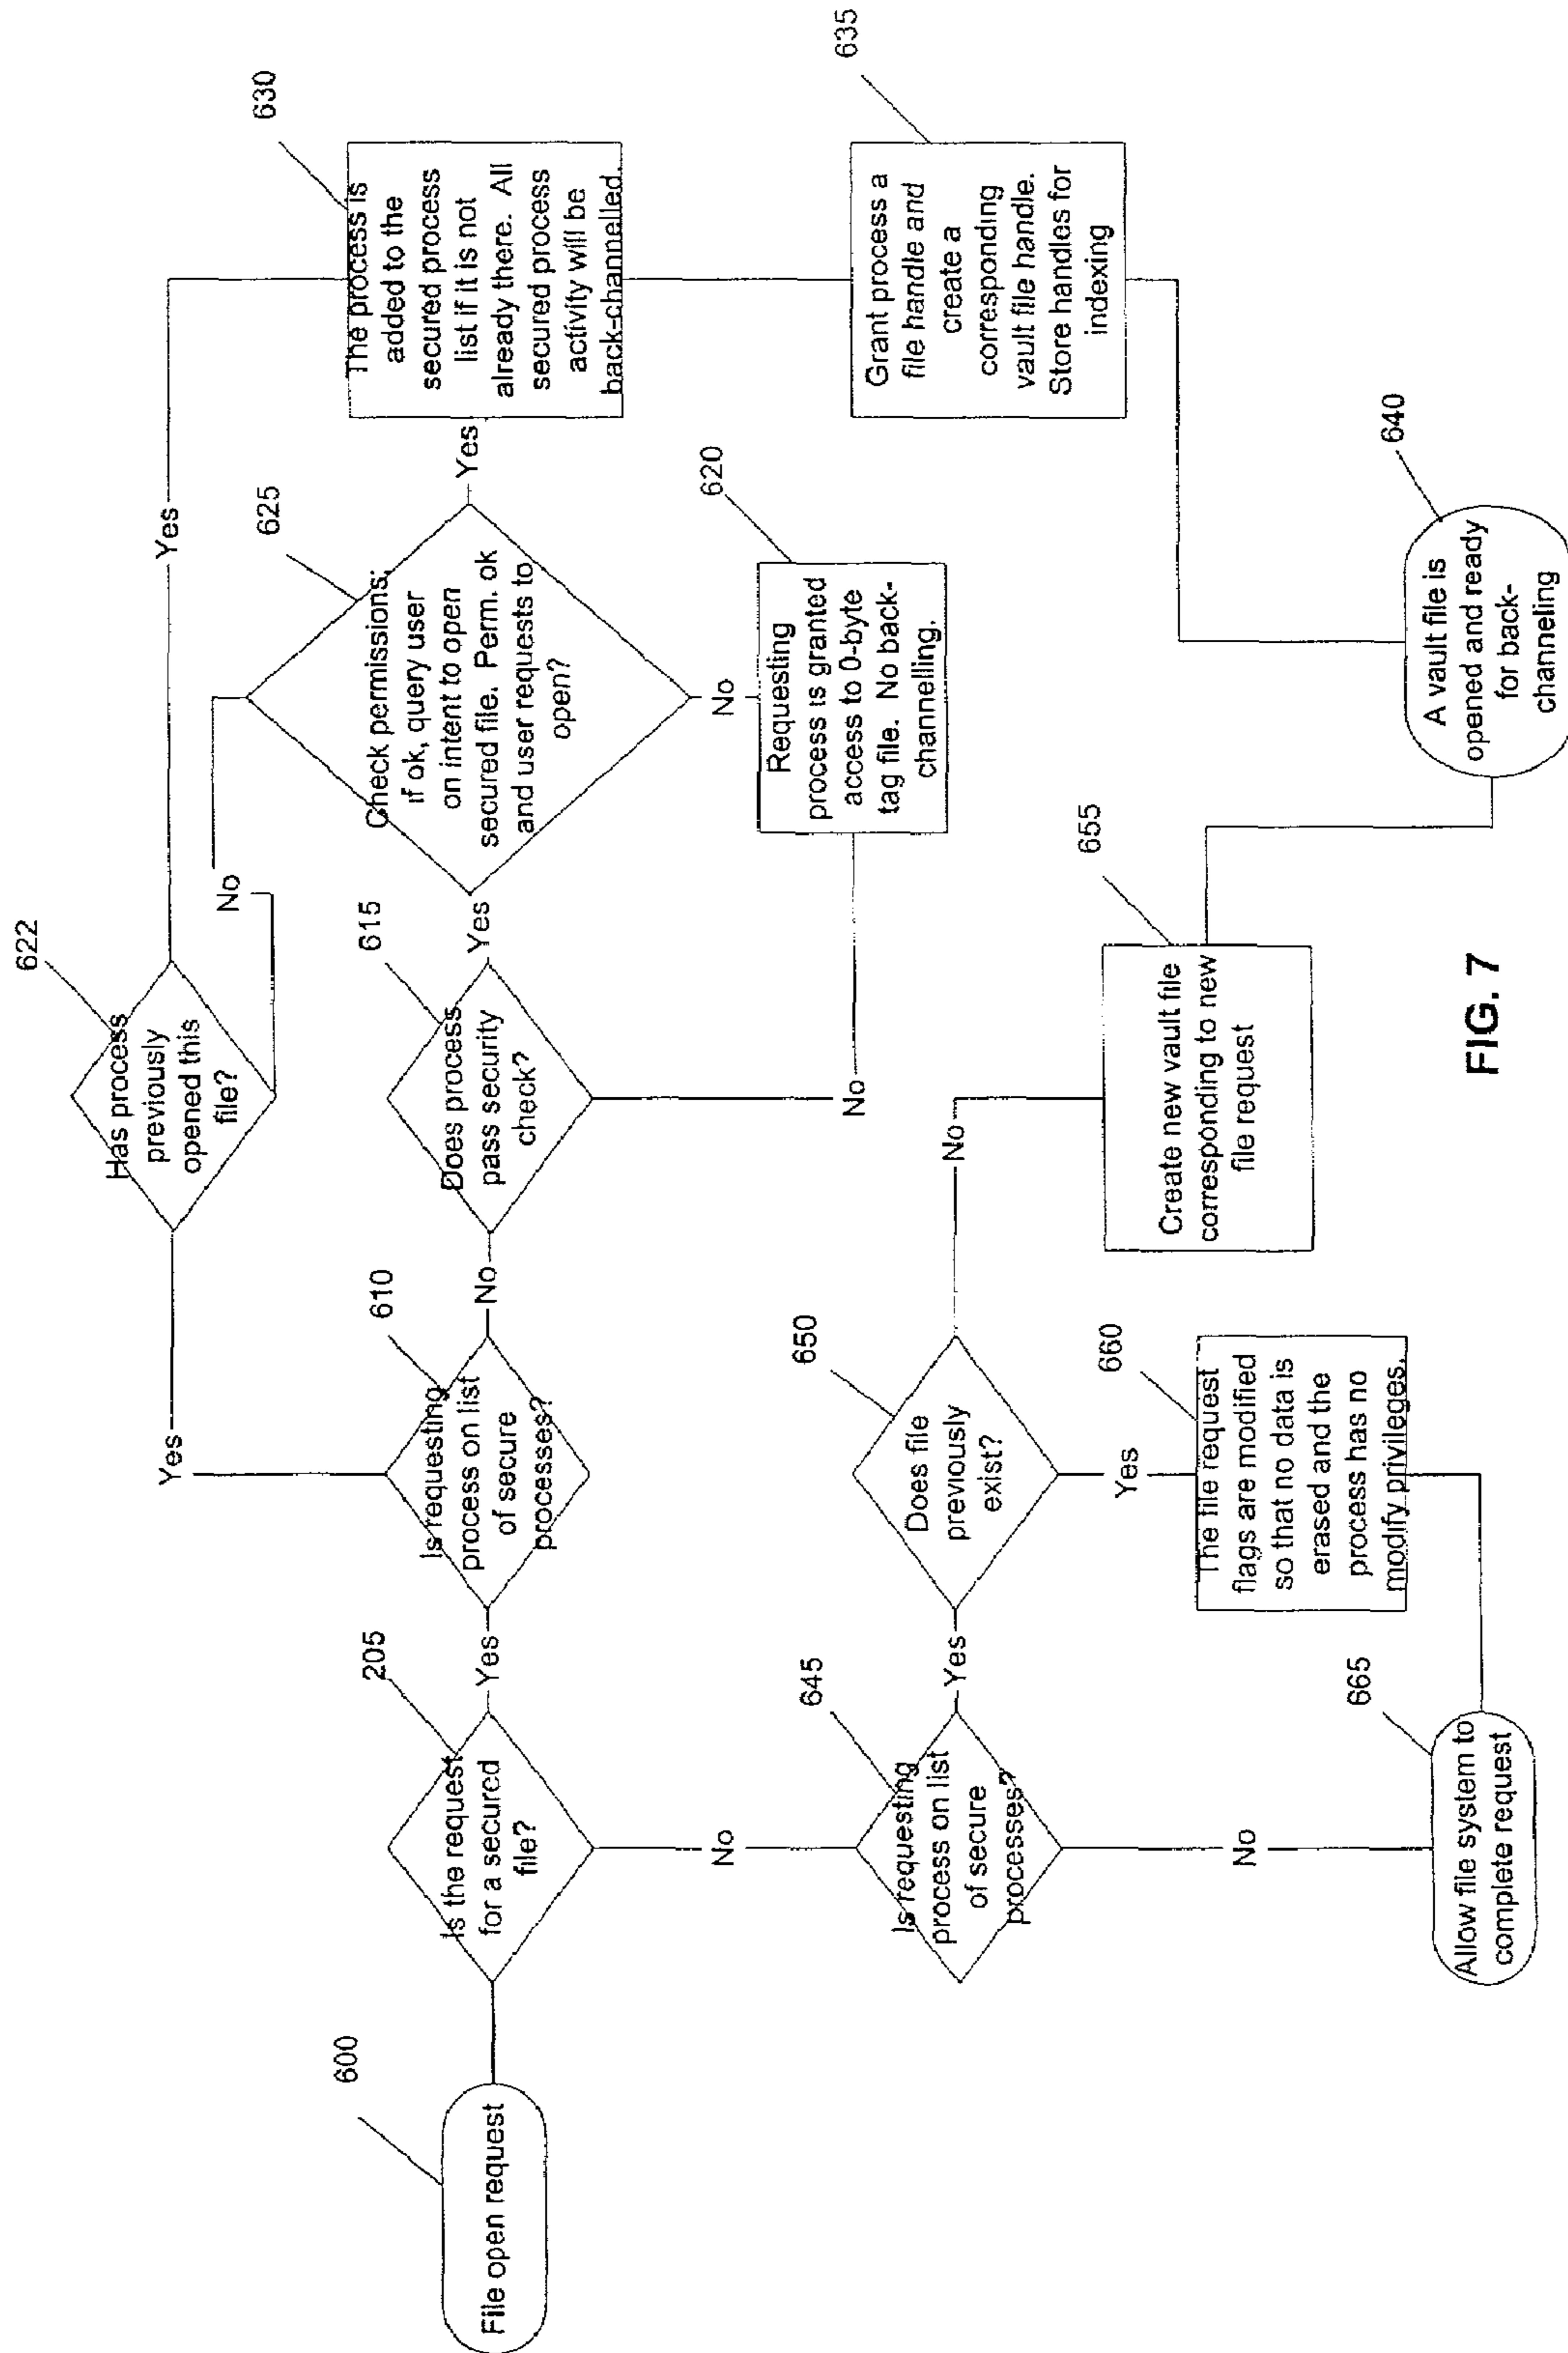 600
File open request
205
Is the request
for a secured
file?
Yes
No
610
Is requesting
process on list
of secure
processes?
Yes
No
622
Has process
previously
opened this
file?
Yes
No
615
Does process
pass security
check?
Yes
No
625
Check permissions;
if ok, query user
on intent to open
secured file. Perm. ok
and user requests to
open?
Yes
No
620
Requesting
process is granted
access to 0-byte
tag file. No back-
channelling.
630
The process is
added to the
secured process
list if it is not
already there. All
secured process
activity will be
back-channelled.
635
Grant process a
file handle and
create a
corresponding
vault file handle.
Store handles for
indexing
640
A vault file is
opened and ready
for back-
channeling
645
Is requesting
process on list
of secure
processes?
Yes
No
650
Does file
previously
exist?
No
Yes
655
Create new vault file
corresponding to new
file request
660
The file request
flags are modified
so that no data is
erased and the
process has no
modify privileges.
665
Allow file system to
complete request
FIG. 7